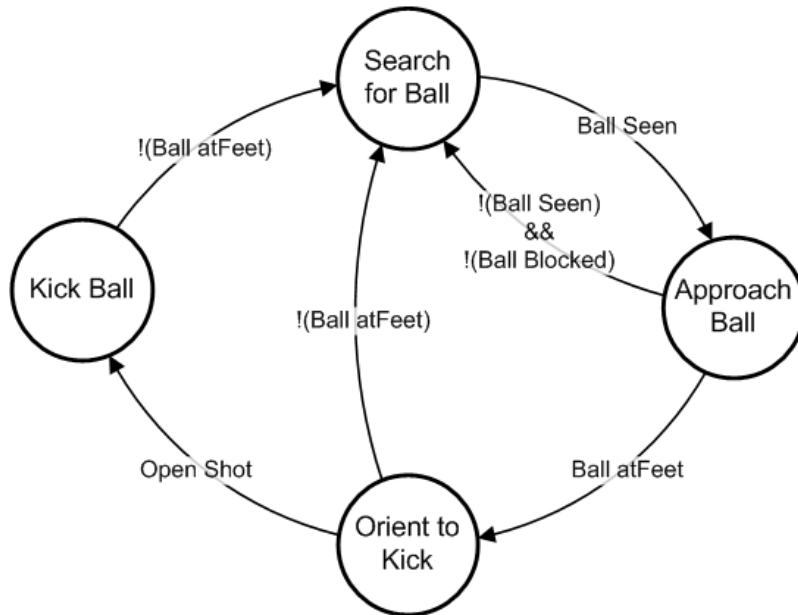 Search
for Ball
Ball Seen
!(Ball atFeet)
!(Ball Seen)
&&
!(Ball Blocked)
Kick Ball
Approach
Ball
!(Ball atFeet)
Open Shot
Ball atFeet
Orient to
Kick